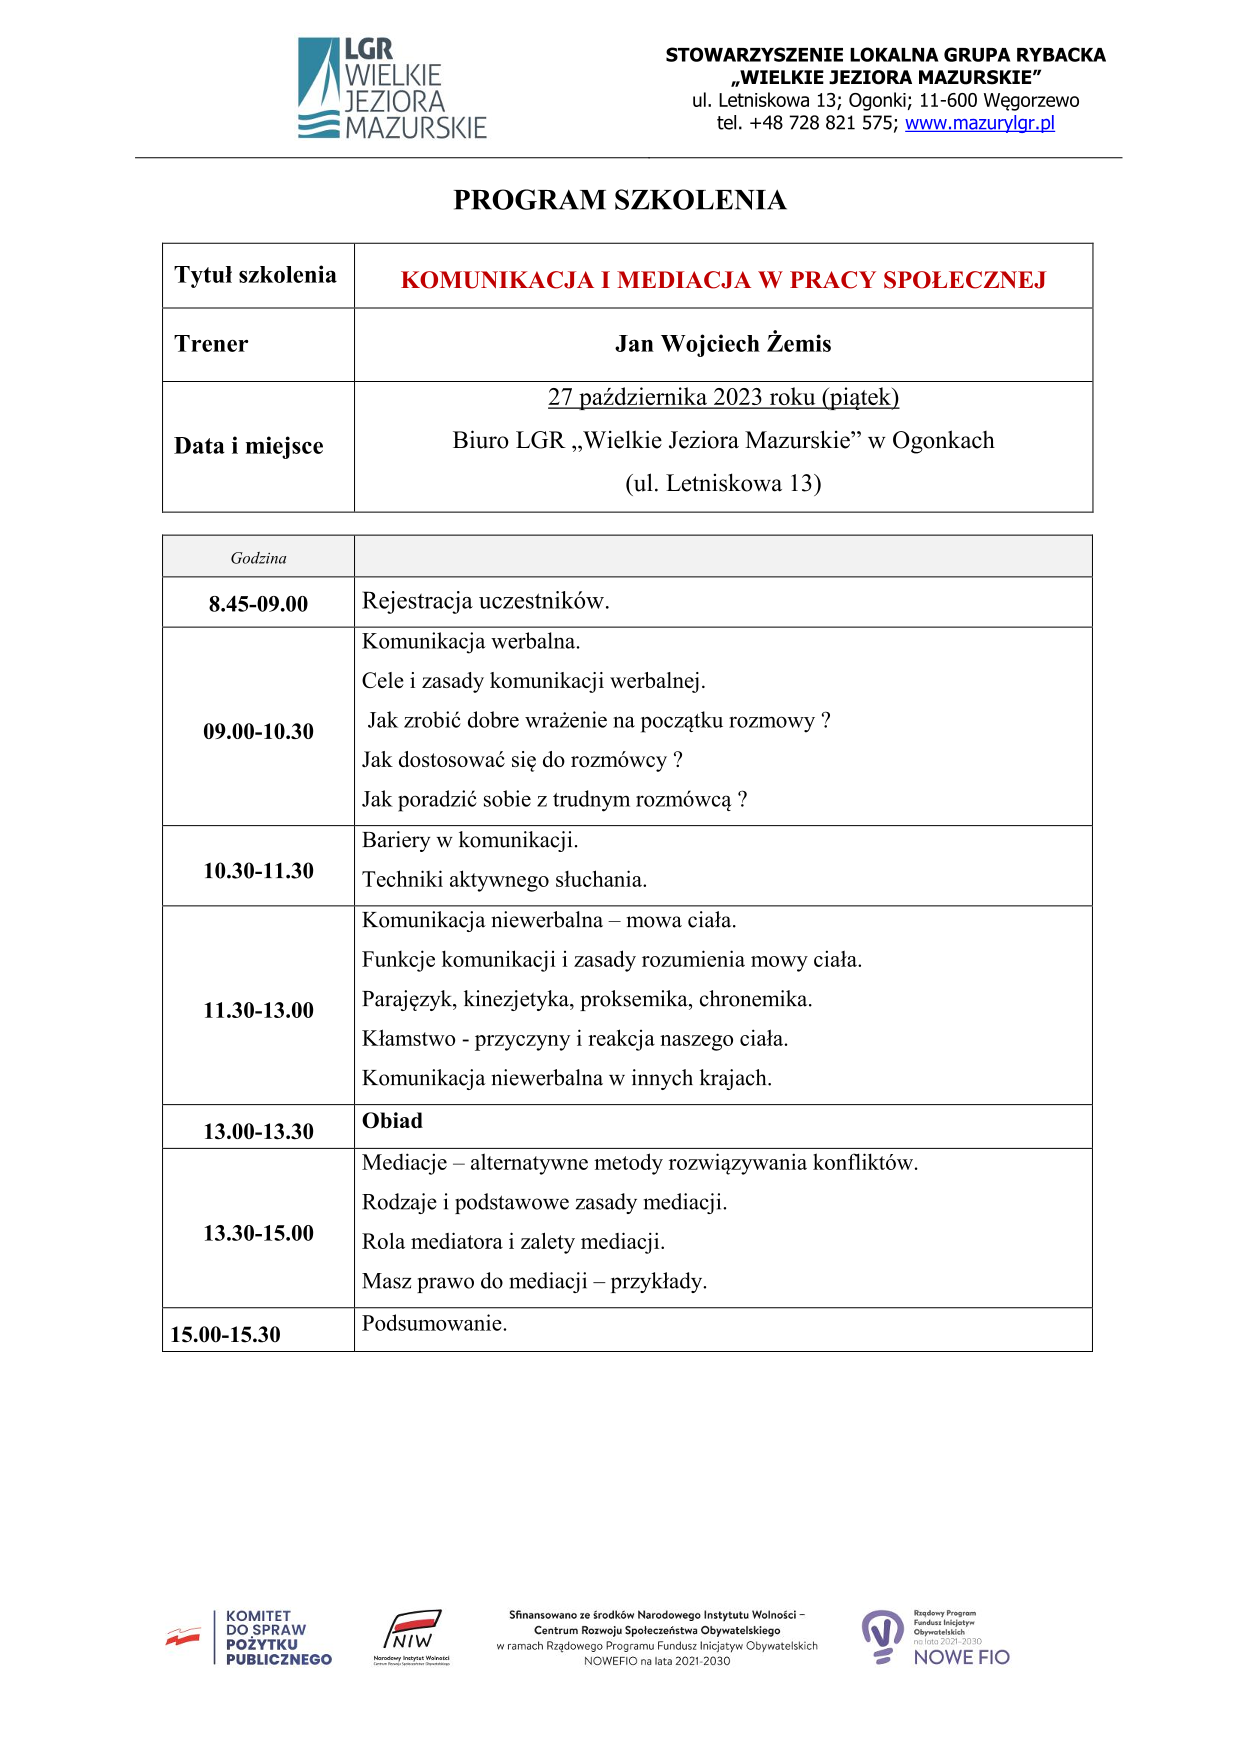 LGR
WIELKIE
JEZIORA
MAZURSKIE
STOWARZYSZENIE LOKALNA GRUPA RYBACKA
„WIELKIE JEZIORA MAZURSKIE”
ul. Letniskowa 13; Ogonki; 11-600 Węgorzewo
tel. +48 728 821 575; www.mazurylgr.pl
PROGRAM SZKOLENIA
Tytuł szkolenia
KOMUNIKACJA I MEDIACJA W PRACY SPOŁECZNEJ
Trener
Jan Wojciech Żemis
Data i miejsce
27 października 2023 roku (piątek)
Biuro LGR „Wielkie Jeziora Mazurskie” w Ogonkach
(ul. Letniskowa 13)
Godzina
8.45-09.00
Rejestracja uczestników.
09.00-10.30
Komunikacja werbalna.
Cele i zasady komunikacji werbalnej.
Jak zrobić dobre wrażenie na początku rozmowy ?
Jak dostosować się do rozmówcy ?
Jak poradzić sobie z trudnym rozmówcą ?
10.30-11.30
Bariery w komunikacji.
Techniki aktywnego słuchania.
11.30-13.00
Komunikacja niewerbalna – mowa ciała.
Funkcje komunikacji i zasady rozumienia mowy ciała.
Parajęzyk, kinezjetyka, proksemika, chronemika.
Kłamstwo - przyczyny i reakcja naszego ciała.
Komunikacja niewerbalna w innych krajach.
13.00-13.30
Obiad
13.30-15.00
Mediacje – alternatywne metody rozwiązywania konfliktów.
Rodzaje i podstawowe zasady mediacji.
Rola mediatora i zalety mediacji.
Masz prawo do mediacji – przykłady.
15.00-15.30
Podsumowanie.
KOMITET
DO SPRAW
POŻYTKU
PUBLICZNEGO
NIW
Narodowy Instytut Wolności
Centrum Rozwoju Społeczeństwa Obywatelskiego
Sfinansowano ze środków Narodowego Instytutu Wolności –
Centrum Rozwoju Społeczeństwa Obywatelskiego
w ramach Rządowego Programu Fundusz Inicjatyw Obywatelskich
NOWEFIO na lata 2021-2030
Rządowy Program
Fundusz Inicjatyw
Obywatelskich
na lata 2021-2030
NOWE FIO